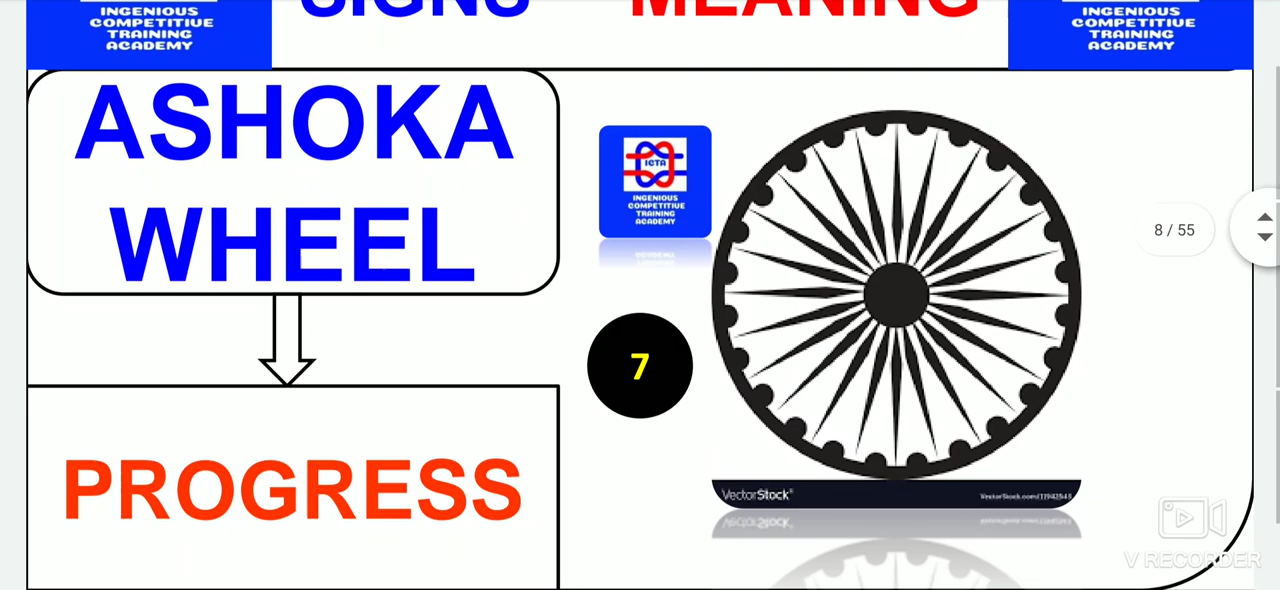 INGENIOUS
COMPETITIVE
TRAINING
ACADEMY
SIGNS
MEANING
INGENIOUS
COMPETITIVE
TRAINING
ACADEMY
ASHOKA
WHEEL
ICTA
INGENIOUS
COMPETITIVE
TRAINING
ACADEMY
8 / 55
7
PROGRESS
VectorStock®
VectorStock.com/11942545
V RECORDER